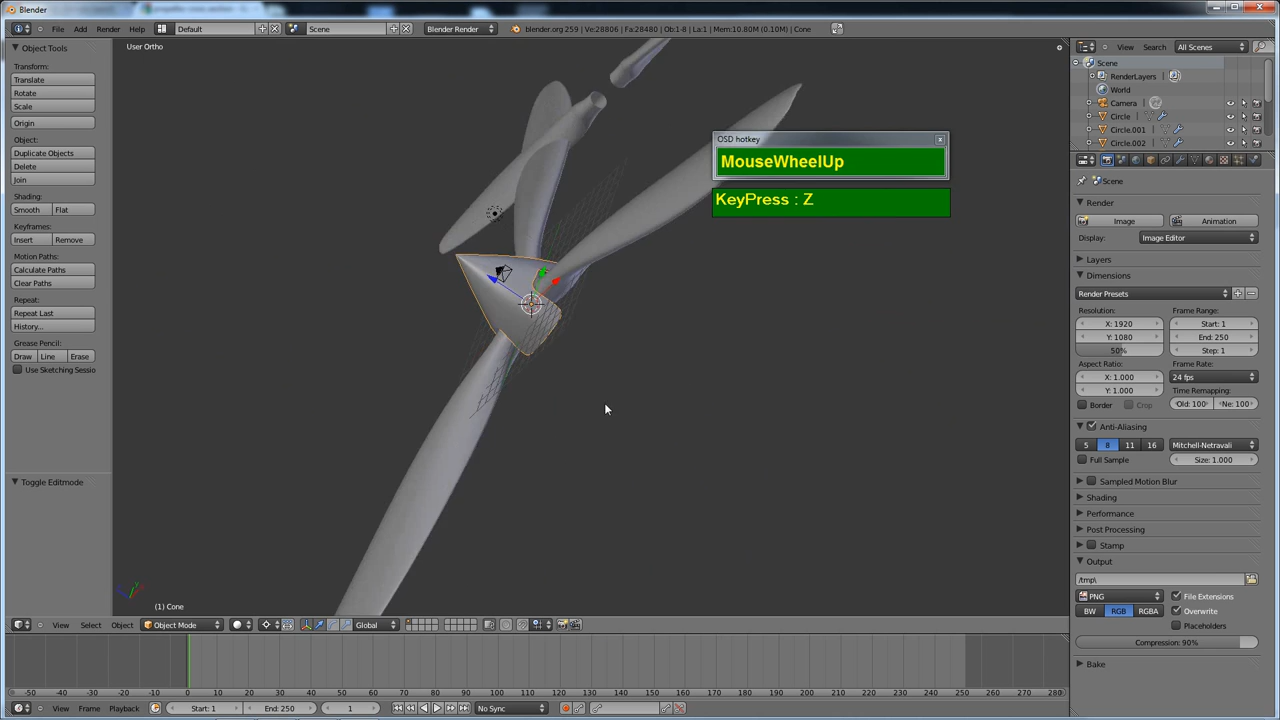 Blender
File Add Render Help Default Scene Blender Render blender.org 259 | Ve:28806 | Fa:28480 | Ob:1-8 | La:1 | Mem:10.80M (0.10M) | Cone
Object Tools
Transform:
Translate
Rotate
Scale
Origin
Object:
Duplicate Objects
Delete
Join
Shading:
Smooth Flat
Keyframes:
Insert Remove
Motion Paths:
Calculate Paths
Clear Paths
Repeat:
Repeat Last
History...
Grease Pencil:
Draw Line Erase
Use Sketching Sessio
Toggle Editmode
User Ortho
OSD hotkey
MouseWheelUp
KeyPress : Z
(1) Cone
View Select Object Object Mode Global
View Search All Scenes
Scene
RenderLayers
World
Camera
Circle
Circle.001
Circle.002
Scene
Render
Image Animation
Display: Image Editor
Layers
Dimensions
Render Presets
Resolution: Frame Range:
X: 1920 Start: 1
Y: 1080 End: 250
50% Step: 1
Aspect Ratio: Frame Rate:
X: 1.000 24 fps
Y: 1.000 Time Remapping:
Border Crop Old: 100 Ne: 100
Anti-Aliasing
5 8 11 16 Mitchell-Netravali
Full Sample Size: 1.000
Sampled Motion Blur
Shading
Performance
Post Processing
Stamp
Output
/tmp\
PNG File Extensions
BW RGB RGBA Overwrite
Placeholders
Compression: 90%
Bake
-50 -40 -30 -20 -10 0 10 20 30 40 50 60 70 80 90 100 110 120 130 140 150 160 170 180 190 200 210 220 230 240 250 260 270 280
View Frame Playback Start: 1 End: 250 1 No Sync